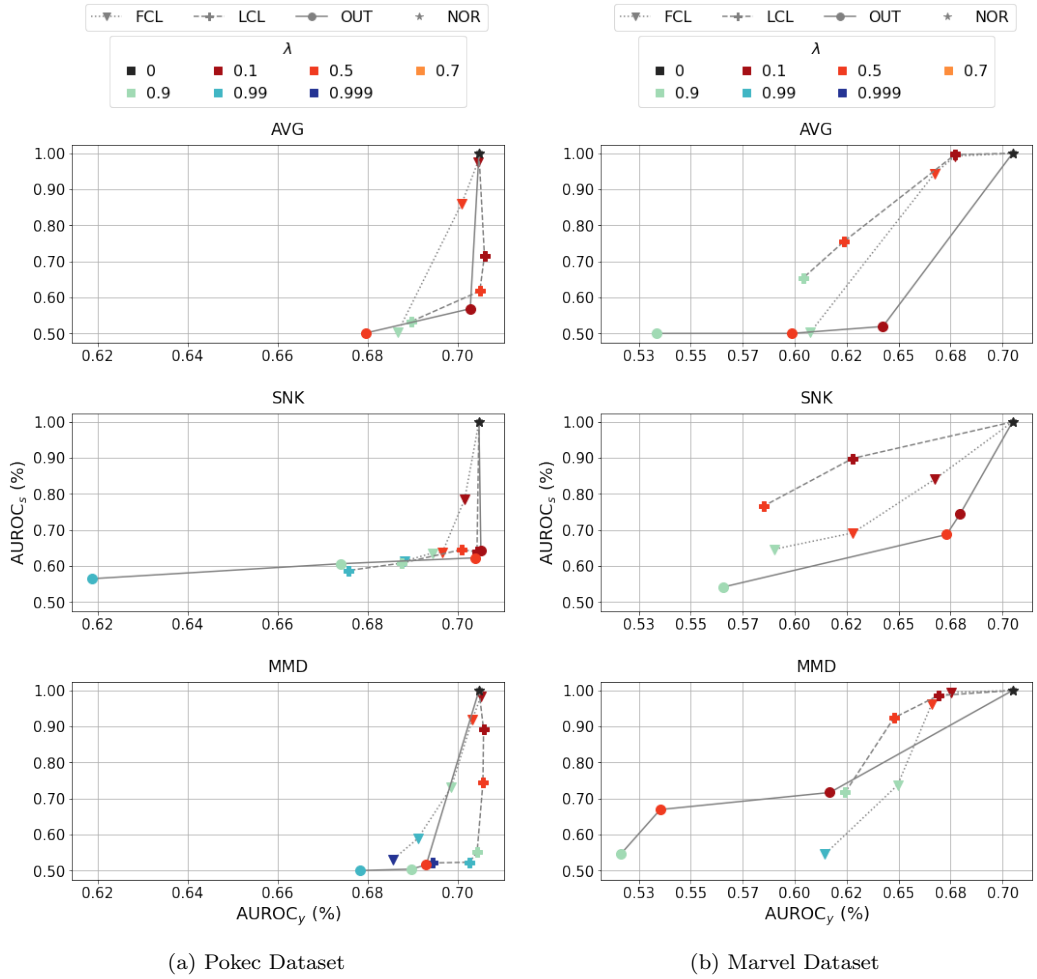 FCL LCL OUT NOR
λ
0 0.1 0.5 0.7
0.9 0.99 0.999
AVG
1.00
0.90
0.80
0.70
0.60
0.50
0.62 0.64 0.66 0.68 0.70
SNK
AUROCs (%)
1.00
0.90
0.80
0.70
0.60
0.50
0.62 0.64 0.66 0.68 0.70
MMD
1.00
0.90
0.80
0.70
0.60
0.50
0.62 0.64 0.66 0.68 0.70
AUROCy (%)
(a) Pokec Dataset
FCL LCL OUT NOR
λ
0 0.1 0.5 0.7
0.9 0.99 0.999
AVG
1.00
0.90
0.80
0.70
0.60
0.50
0.53 0.55 0.57 0.60 0.62 0.65 0.68 0.70
SNK
AUROCs (%)
1.00
0.90
0.80
0.70
0.60
0.50
0.53 0.55 0.57 0.60 0.62 0.65 0.68 0.70
MMD
1.00
0.90
0.80
0.70
0.60
0.50
0.53 0.55 0.57 0.60 0.62 0.65 0.68 0.70
AUROCy (%)
(b) Marvel Dataset